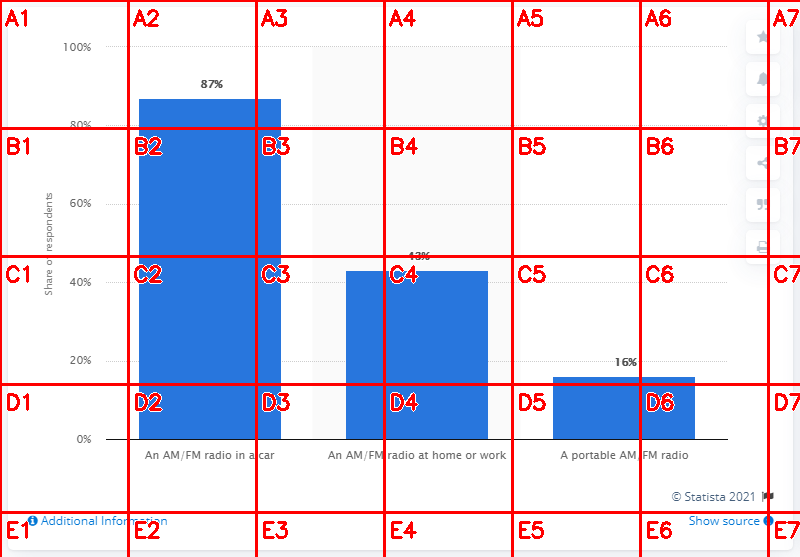 100%
87%
80%
60%
Share of respondents
43%
40%
20%
16%
0%
An AM/FM radio in a car
An AM/FM radio at home or work
A portable AM/FM radio
© Statista 2021
Additional Information
Show source
A1 A2 A3 A4 A5 A6 A7
B1 B2 B3 B4 B5 B6 B7
C1 C2 C3 C4 C5 C6 C7
D1 D2 D3 D4 D5 D6 D7
E1 E2 E3 E4 E5 E6 E7